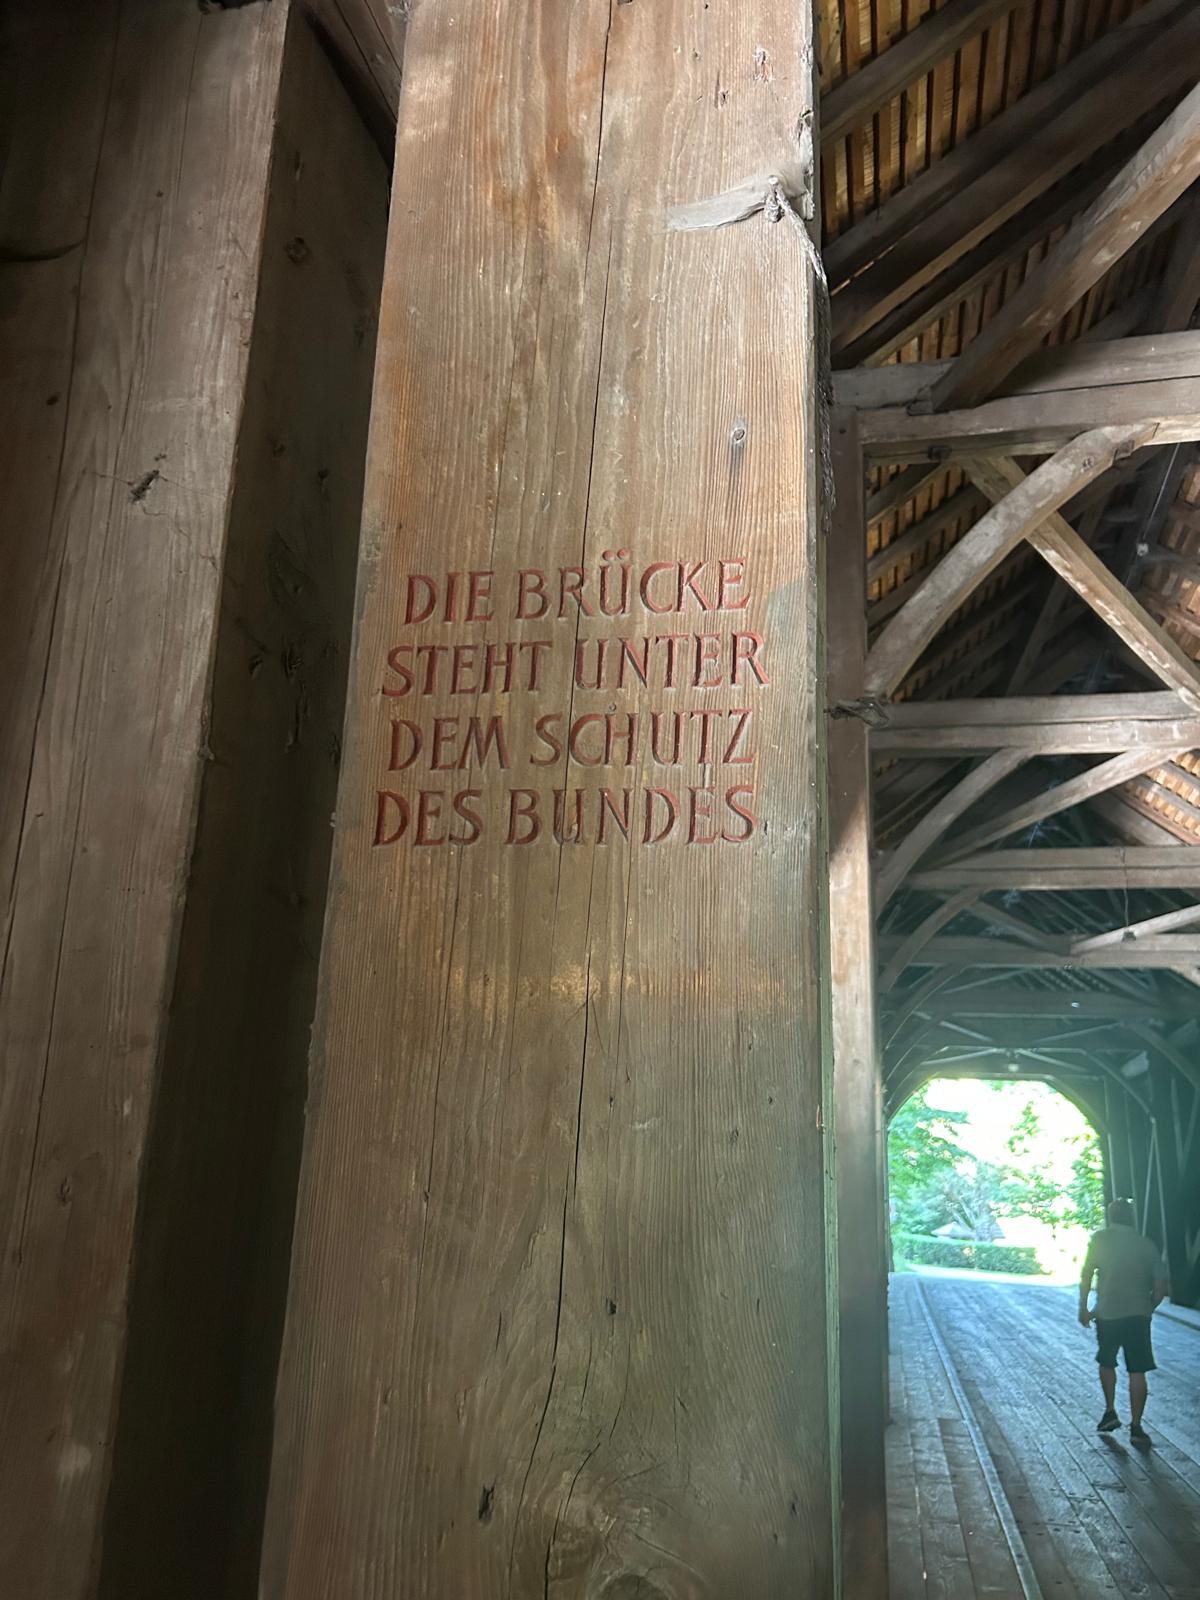 DIE BRÜCKE
STEHT UNTER
DEM SCHUTZ
DES BUNDES